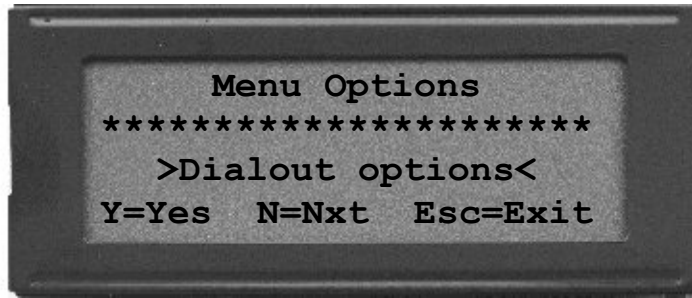 Menu Options
**********************
>Dialout options<
Y=Yes  N=Nxt  Esc=Exit